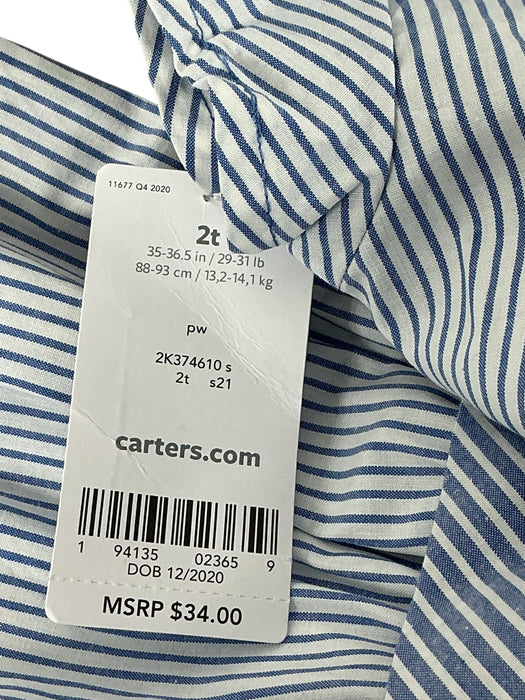 11677 Q4 2020
2t
35-36.5 in / 29-31 lb
88-93 cm / 13,2-14,1 kg
pw
2K374610 s
2t s21
carters.com
1 94135 02365 9
DOB 12/2020
MSRP $34.00